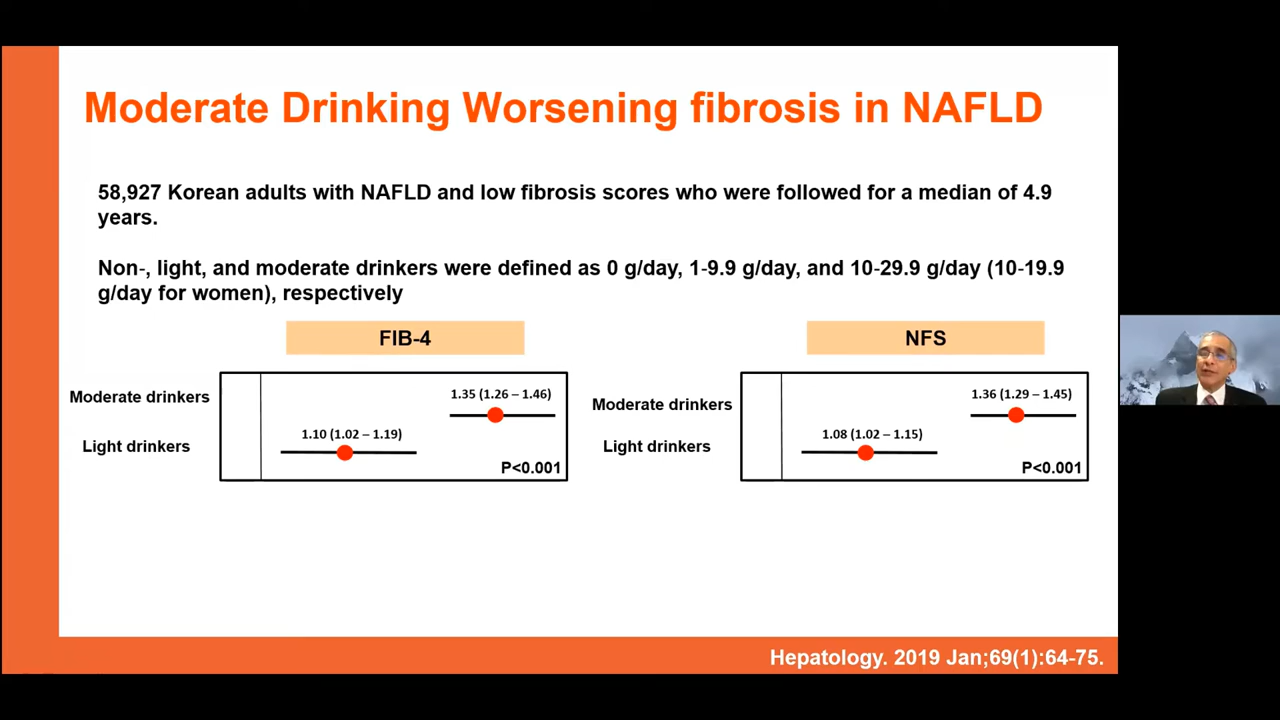 Moderate Drinking Worsening fibrosis in NAFLD
58,927 Korean adults with NAFLD and low fibrosis scores who were followed for a median of 4.9
years.
Non-, light, and moderate drinkers were defined as 0 g/day, 1-9.9 g/day, and 10-29.9 g/day (10-19.9
g/day for women), respectively
FIB-4
Moderate drinkers
1.35 (1.26 – 1.46)
Light drinkers
1.10 (1.02 – 1.19)
P<0.001
NFS
Moderate drinkers
1.36 (1.29 – 1.45)
Light drinkers
1.08 (1.02 – 1.15)
P<0.001
Hepatology. 2019 Jan;69(1):64-75.